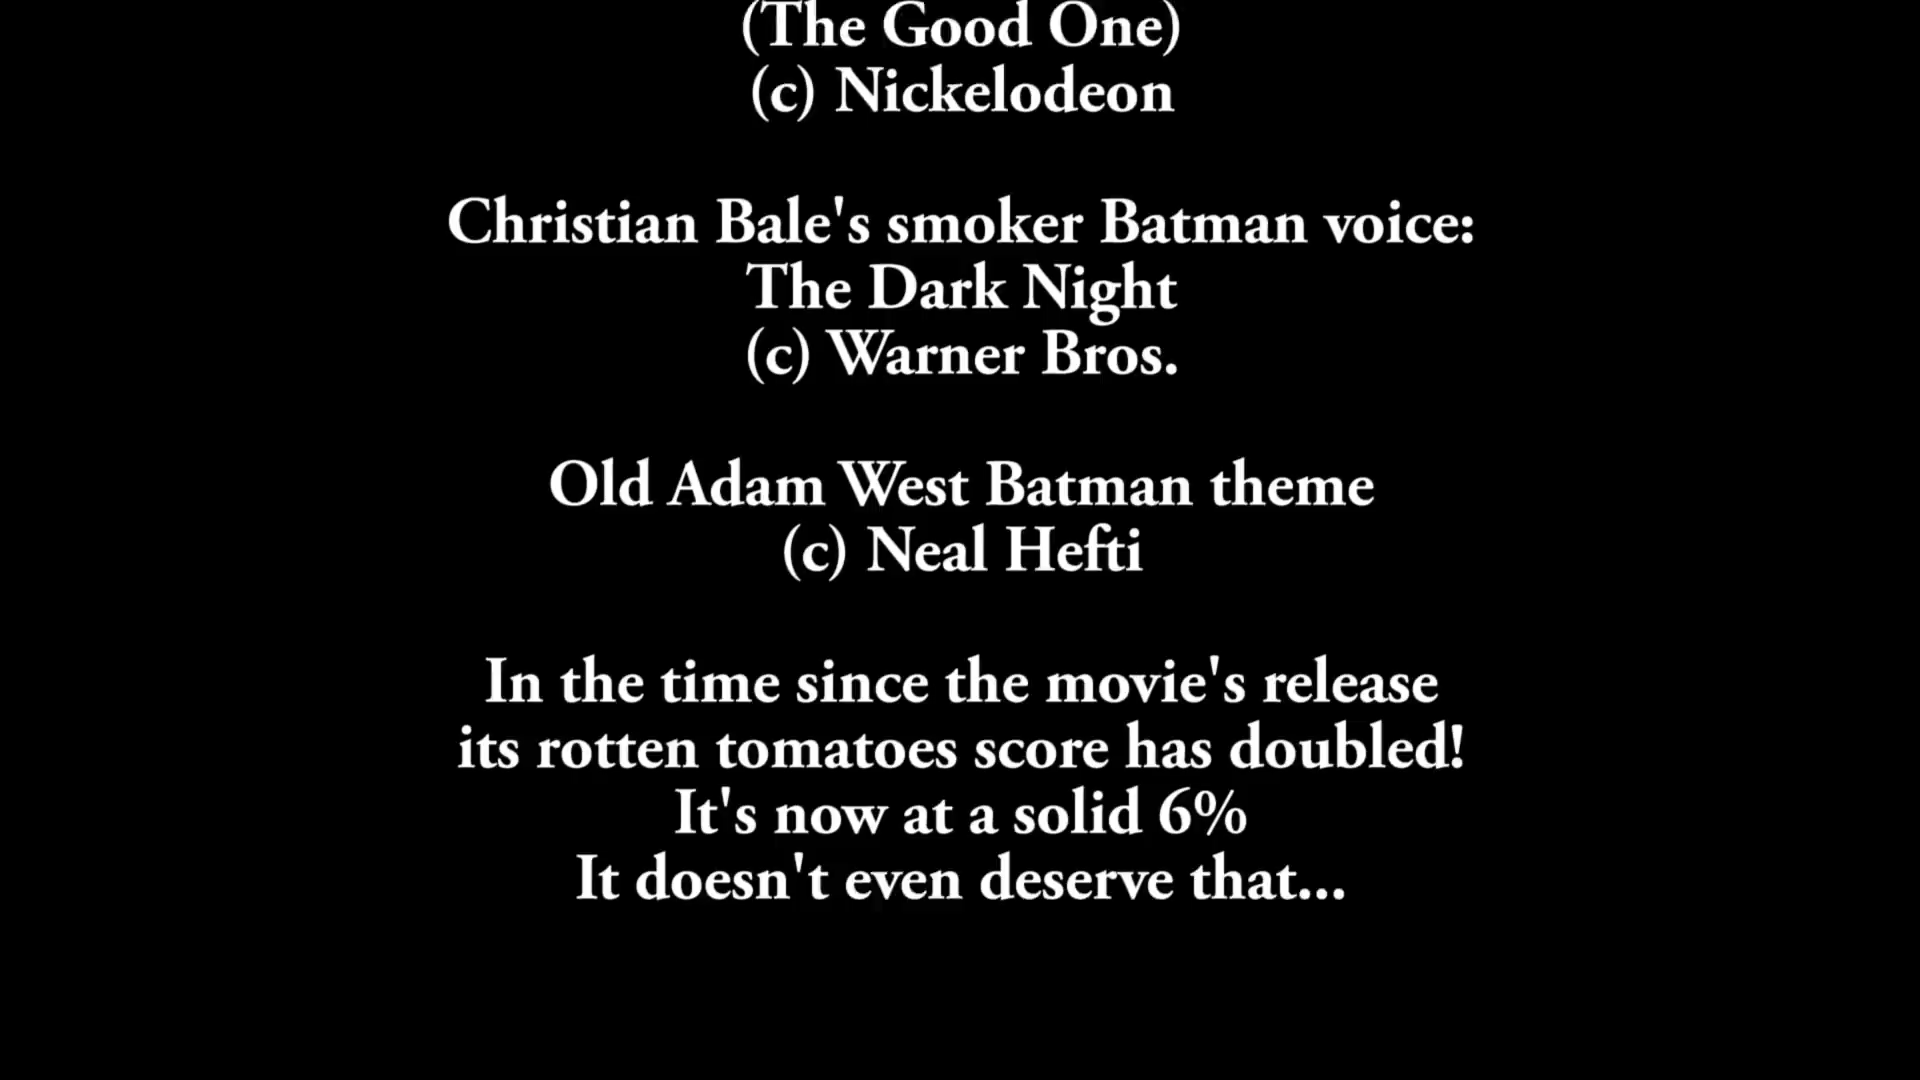 (The Good One)
(c) Nickelodeon
Christian Bale's smoker Batman voice:
The Dark Night
(c) Warner Bros.
Old Adam West Batman theme
(c) Neal Hefti
In the time since the movie's release
its rotten tomatoes score has doubled!
It's now at a solid 6%
It doesn't even deserve that...